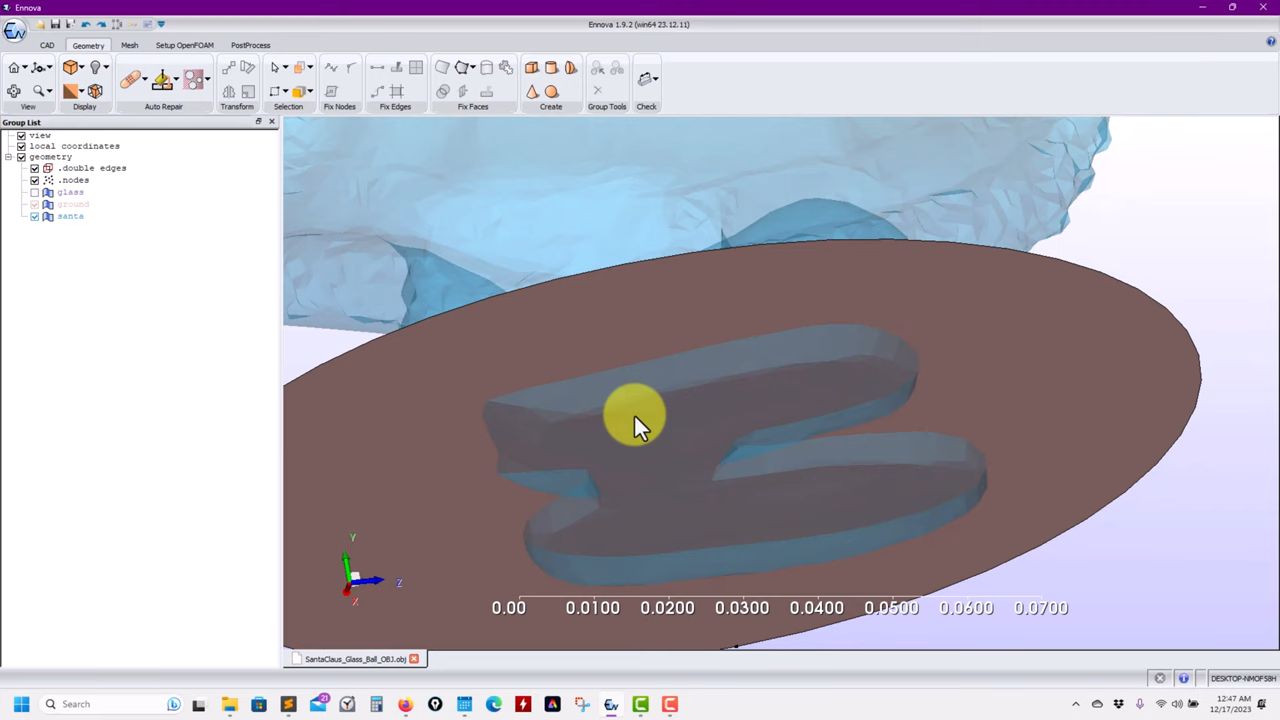 Ennova
Ennova 1.9.2 (win64 23.12.11)
CAD Geometry Mesh Setup OpenFOAM PostProcess
View Display Auto Repair Transform Selection Fix Nodes Fix Edges Fix Faces Create Group Tools Check
Group List
view
local coordinates
geometry
.double edges
.nodes
glass
ground
santa
Y
Z
X
0.00 0.0100 0.0200 0.0300 0.0400 0.0500 0.0600 0.0700
SantaClaus_Glass_Ball_OBJ.obj
DESKTOP-NMOF58H
Search
21
12:47 AM
12/17/2023